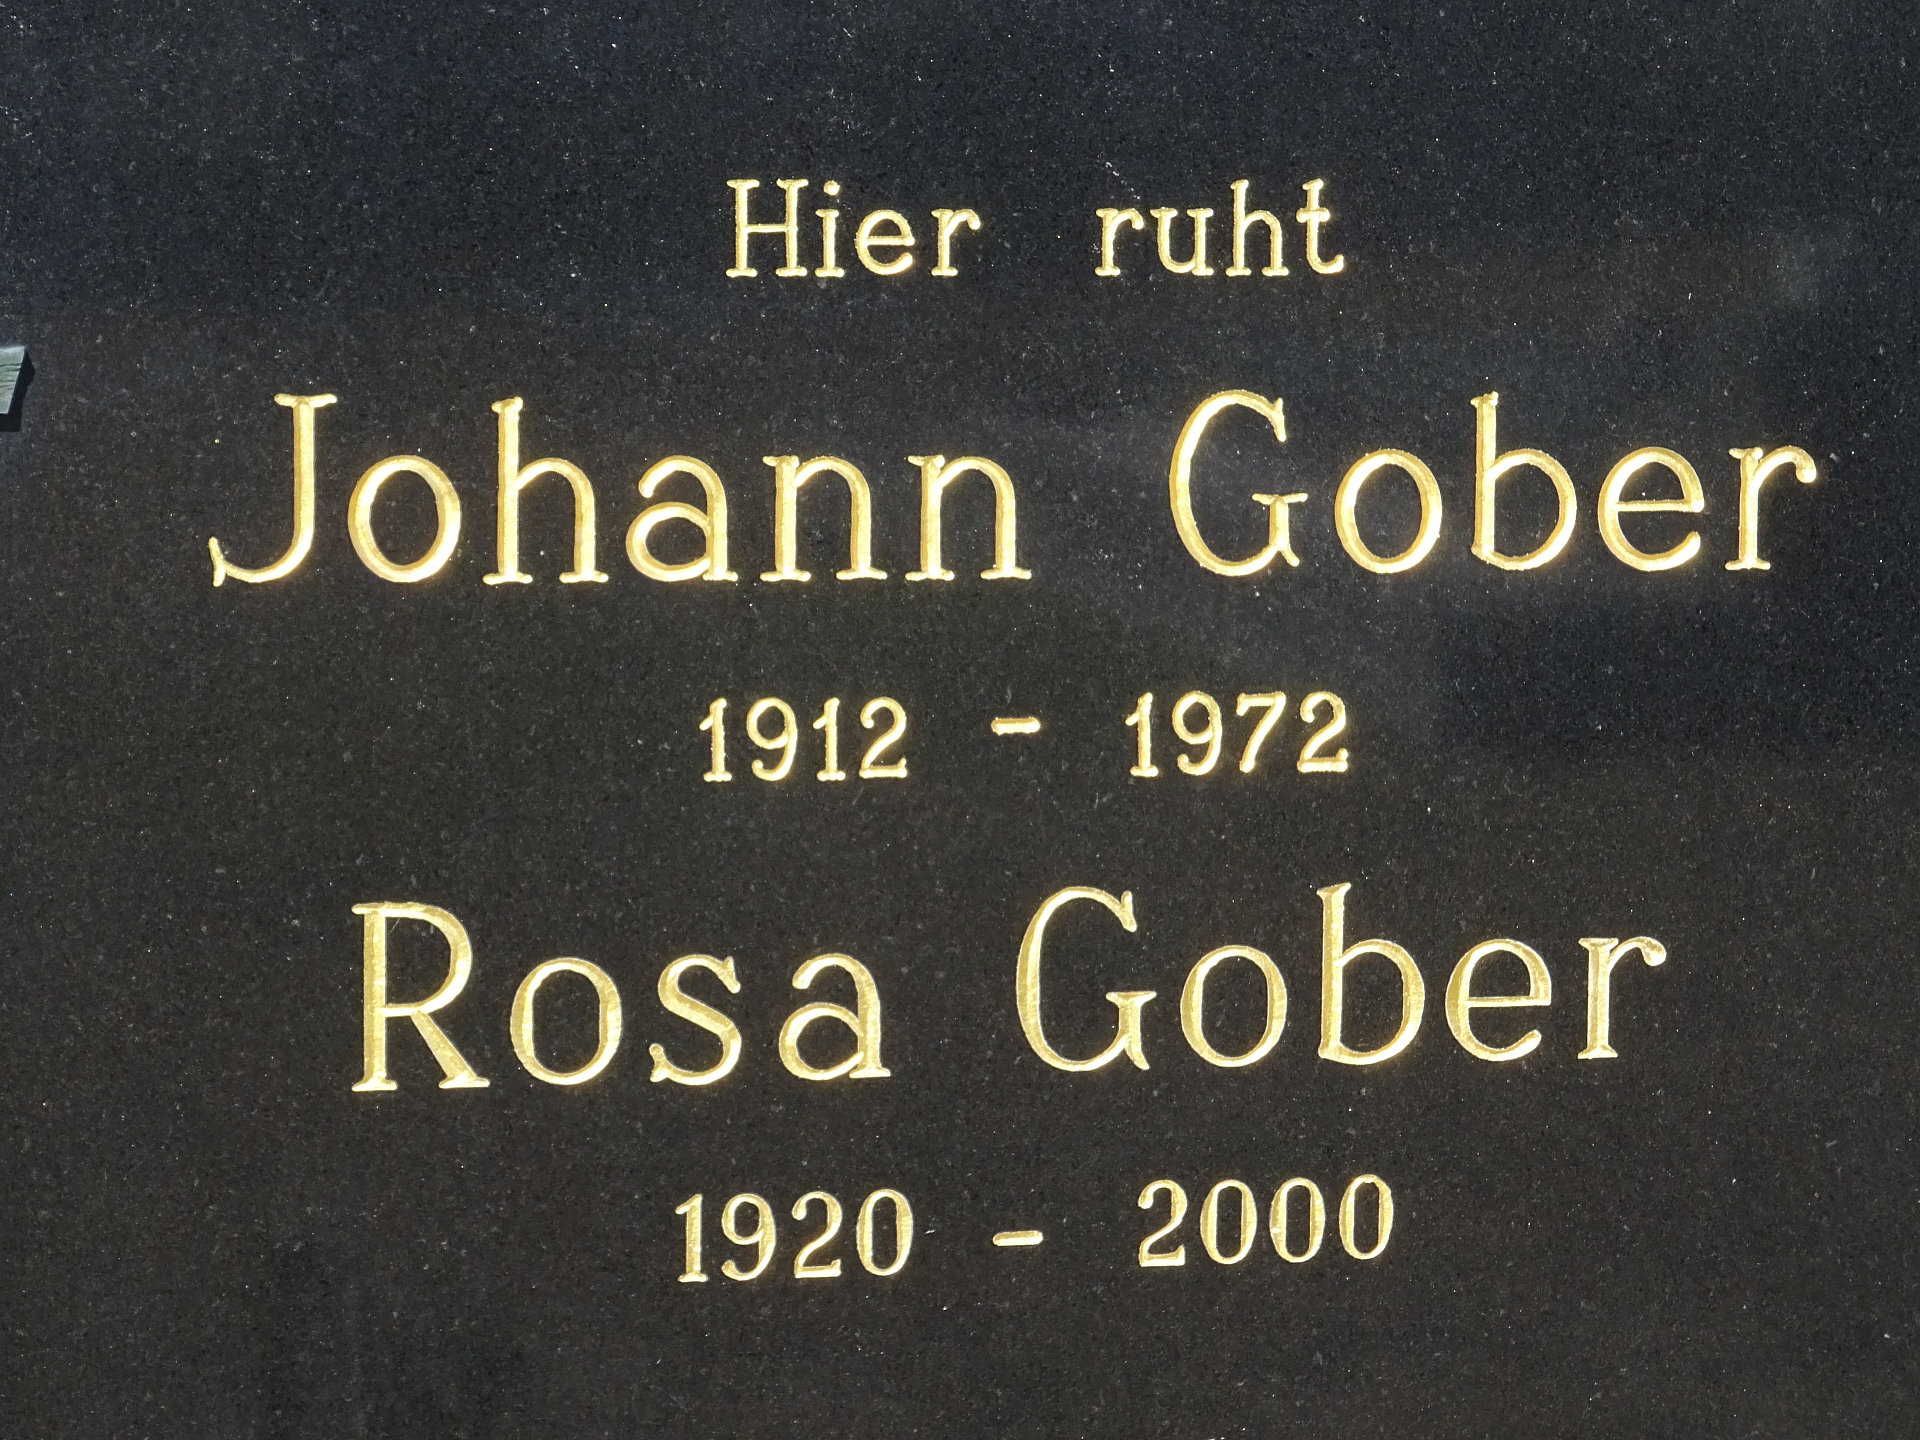 Hier ruht
Johann Gober
1912 - 1972
Rosa Gober
1920 - 2000